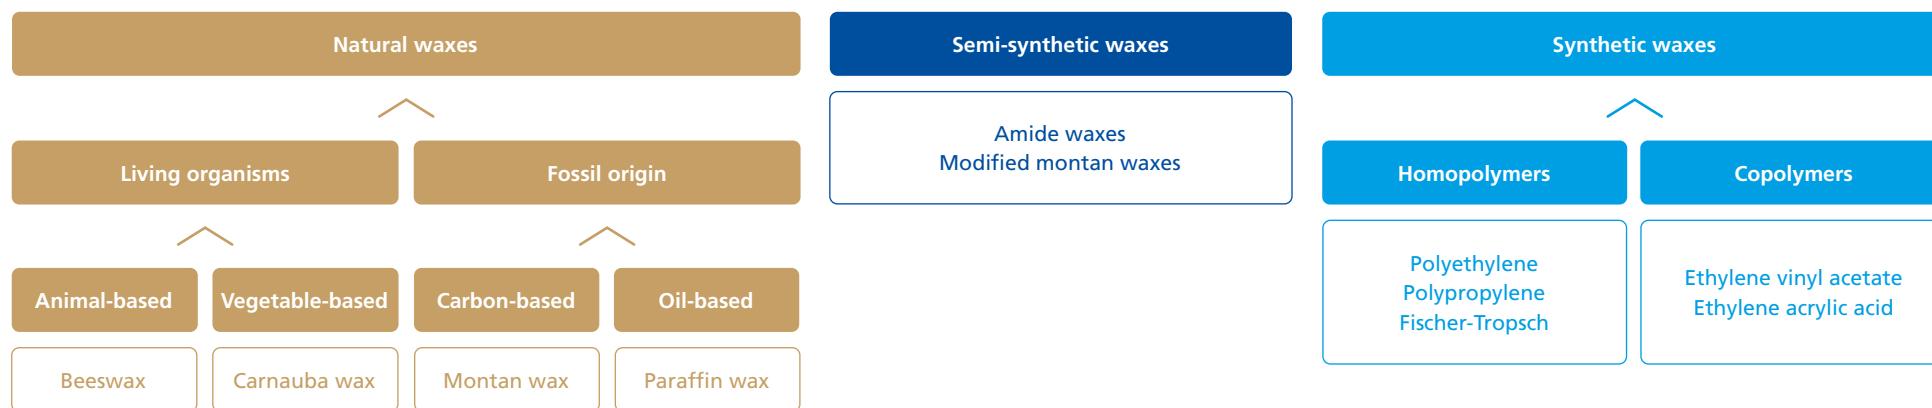 Natural waxes
Semi-synthetic waxes
Synthetic waxes
Amide waxes
Modified montan waxes
Living organisms
Fossil origin
Homopolymers
Copolymers
Polyethylene
Polypropylene
Fischer-Tropsch
Ethylene vinyl acetate
Ethylene acrylic acid
Animal-based
Vegetable-based
Carbon-based
Oil-based
Beeswax
Carnauba wax
Montan wax
Paraffin wax